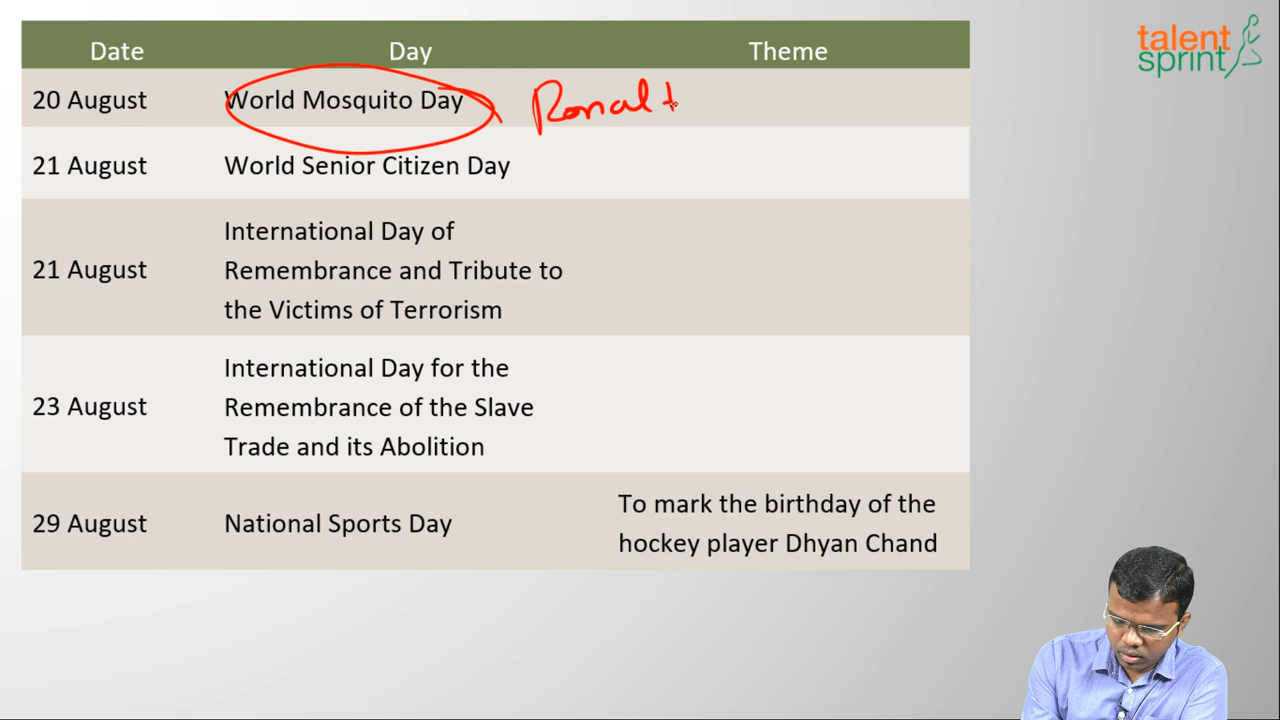 Date Day Theme
20 August World Mosquito Day Ronal
21 August World Senior Citizen Day
21 August
International Day of
Remembrance and Tribute to
the Victims of Terrorism
23 August
International Day for the
Remembrance of the Slave
Trade and its Abolition
29 August National Sports Day
To mark the birthday of the
hockey player Dhyan Chand
talent
sprint